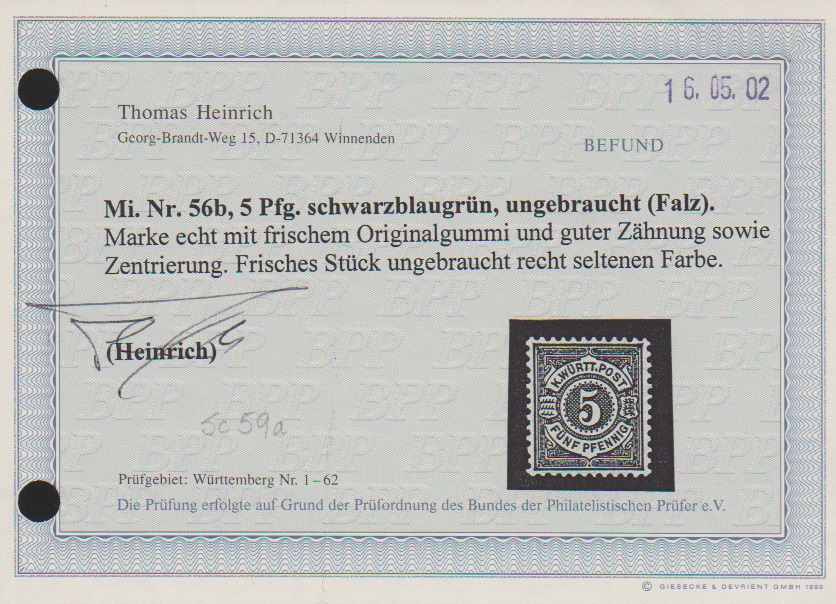 16. 05. 02
Thomas Heinrich
Georg-Brandt-Weg 15, D-71364 Winnenden
BEFUND
Mi. Nr. 56b, 5 Pfg. schwarzblaugrün, ungebraucht (Falz).
Marke echt mit frischem Originalgummi und guter Zähnung sowie
Zentrierung. Frisches Stück ungebraucht recht seltenen Farbe.
(Heinrich)
K.WÜRTT.POST
5
FÜNF PFENNIG
Sc 59a
Prüfgebiet: Württemberg Nr. 1–62
Die Prüfung erfolgte auf Grund der Prüfordnung des Bundes der Philatelistischen Prüfer e.V.
© GIESECKE & DEVRIENT GMBH 1992